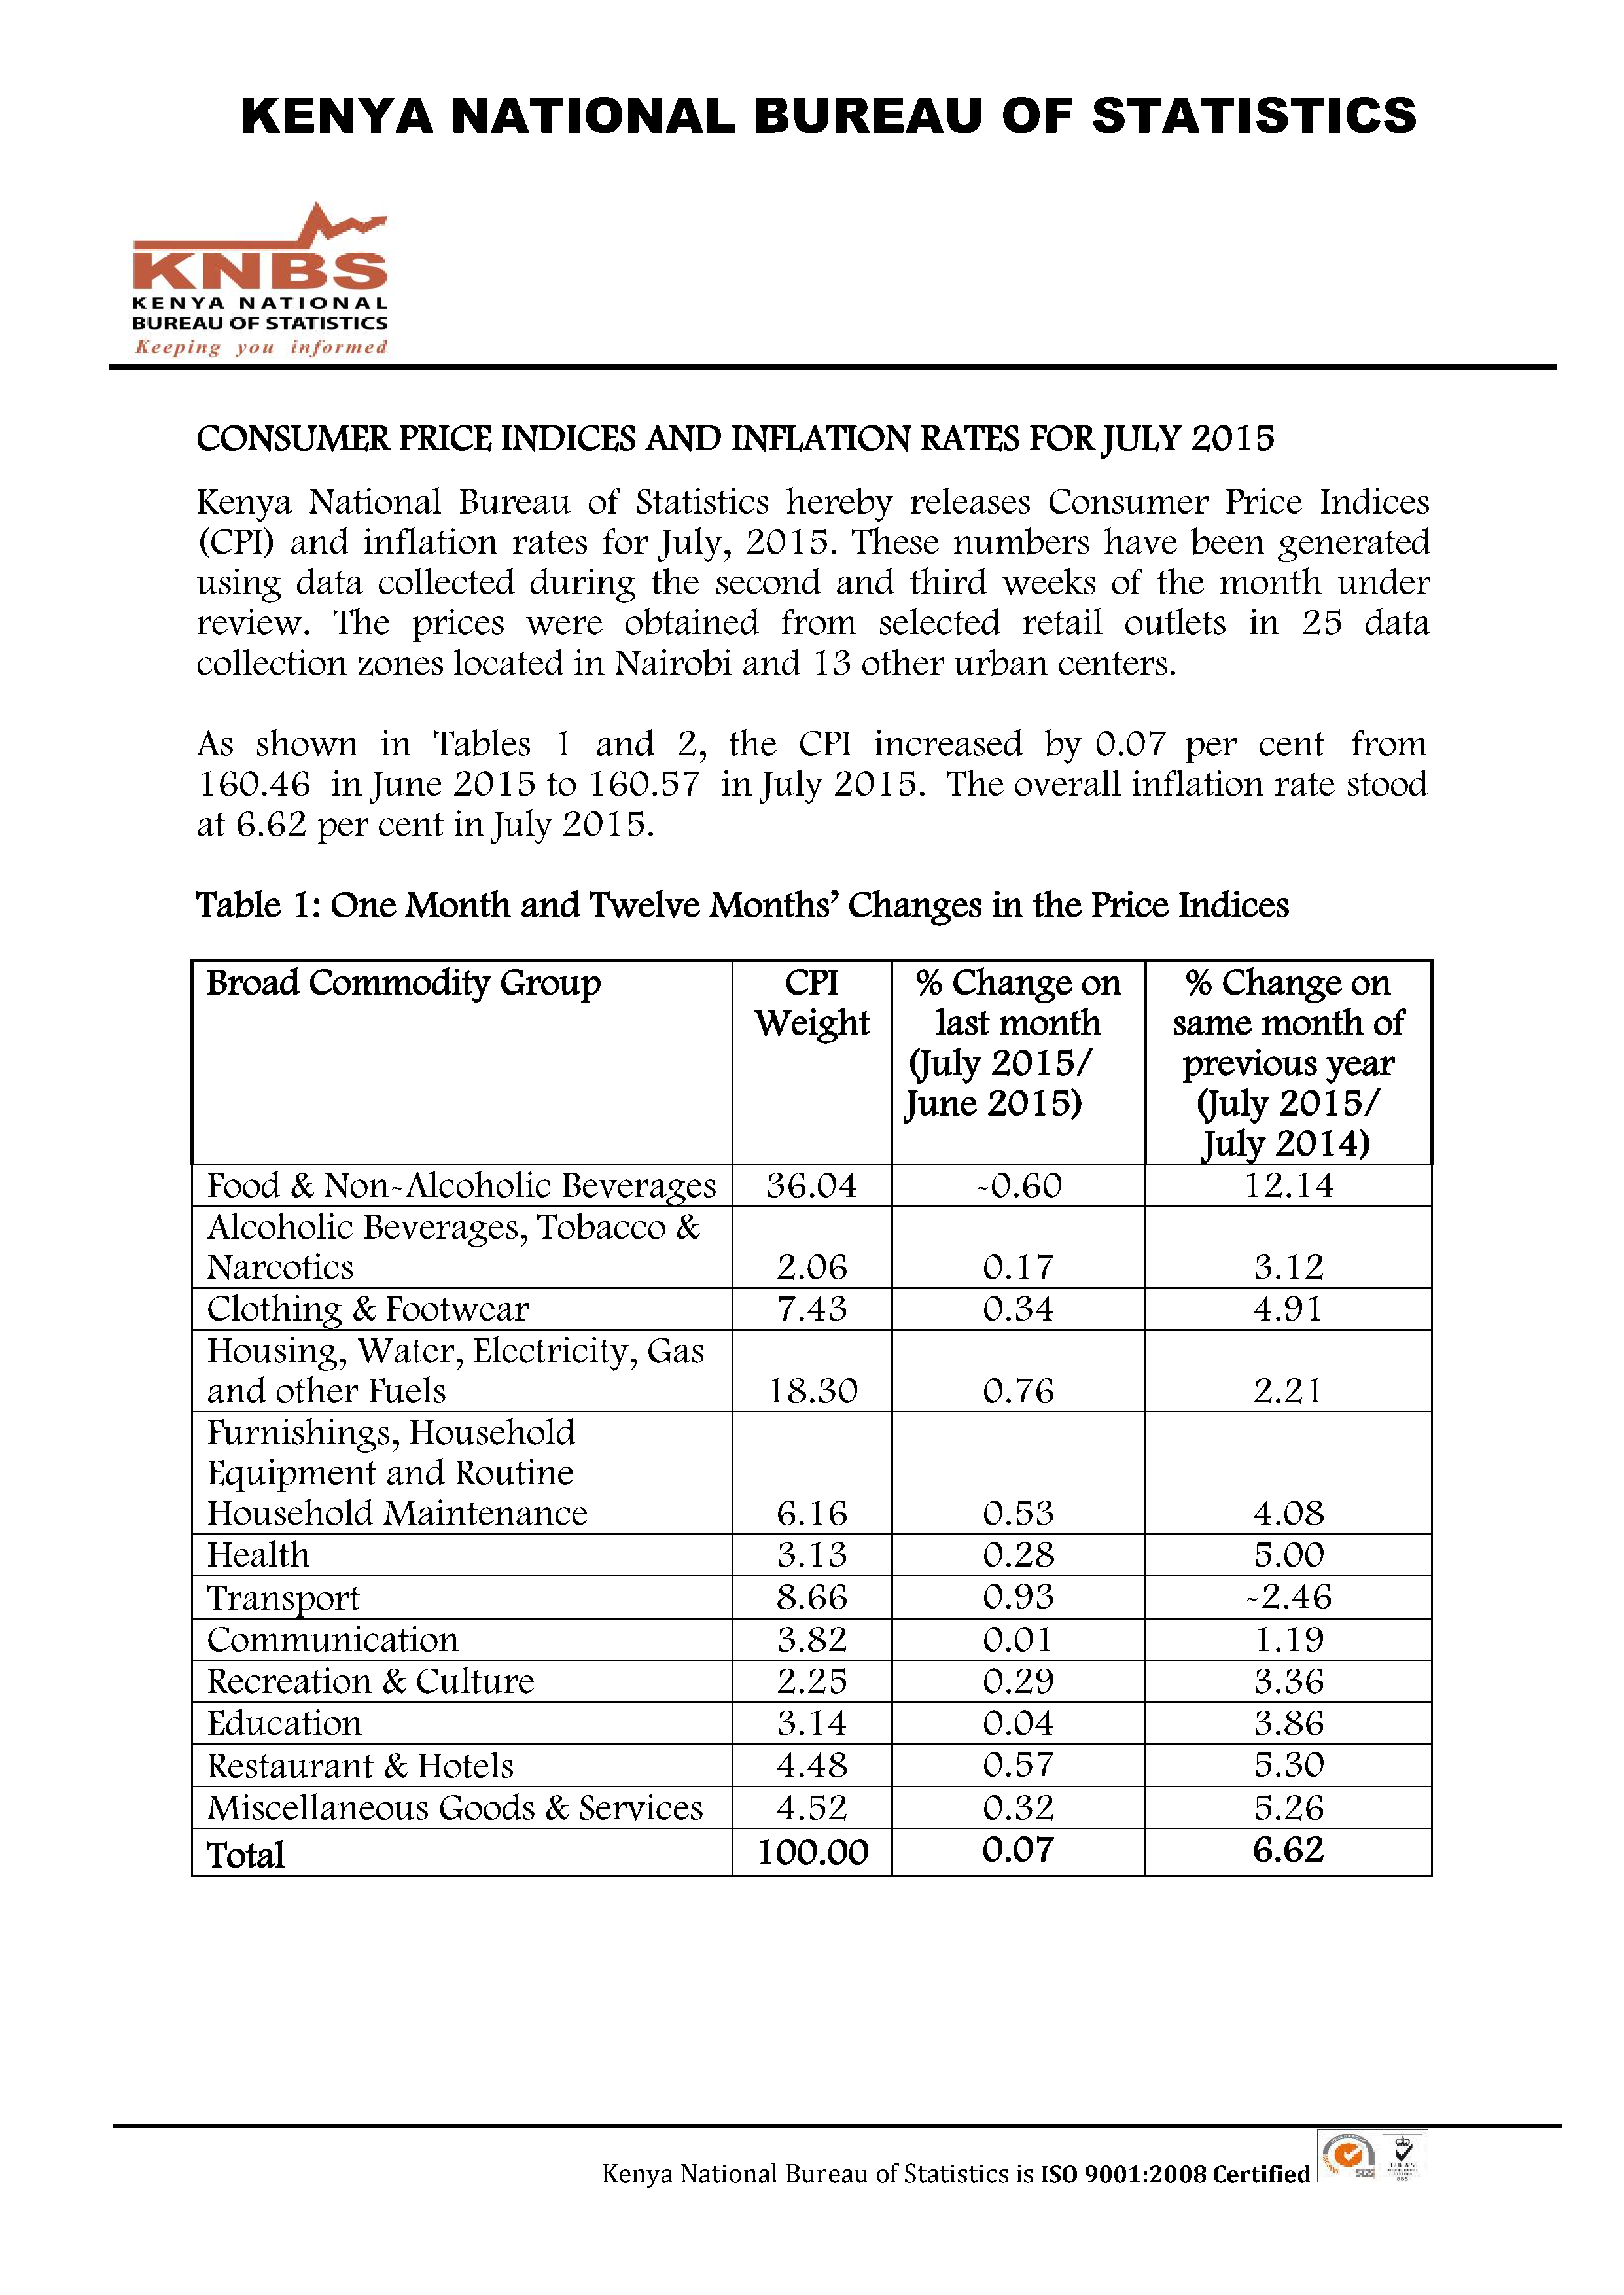 KENYA NATIONAL BUREAU OF STATISTICS
KNBS
KENYA NATIONAL
BUREAU OF STATISTICS
Keeping you informed
CONSUMER PRICE INDICES AND INFLATION RATES FOR JULY 2015
Kenya National Bureau of Statistics hereby releases Consumer Price Indices
(CPI) and inflation rates for July, 2015. These numbers have been generated
using data collected during the second and third weeks of the month under
review. The prices were obtained from selected retail outlets in 25 data
collection zones located in Nairobi and 13 other urban centers.
As shown in Tables 1 and 2, the CPI increased by 0.07 per cent from
160.46 in June 2015 to 160.57 in July 2015. The overall inflation rate stood
at 6.62 per cent in July 2015.
Table 1: One Month and Twelve Months’ Changes in the Price Indices
Broad Commodity Group
CPI
Weight
% Change on
last month
(July 2015/
June 2015)
% Change on
same month of
previous year
(July 2015/
July 2014)
Food & Non-Alcoholic Beverages 36.04 -0.60 12.14
Alcoholic Beverages, Tobacco &
Narcotics 2.06 0.17 3.12
Clothing & Footwear 7.43 0.34 4.91
Housing, Water, Electricity, Gas
and other Fuels 18.30 0.76 2.21
Furnishings, Household
Equipment and Routine
Household Maintenance 6.16 0.53 4.08
Health 3.13 0.28 5.00
Transport 8.66 0.93 -2.46
Communication 3.82 0.01 1.19
Recreation & Culture 2.25 0.29 3.36
Education 3.14 0.04 3.86
Restaurant & Hotels 4.48 0.57 5.30
Miscellaneous Goods & Services 4.52 0.32 5.26
Total 100.00 0.07 6.62
Kenya National Bureau of Statistics is ISO 9001:2008 Certified
SGS
UKAS